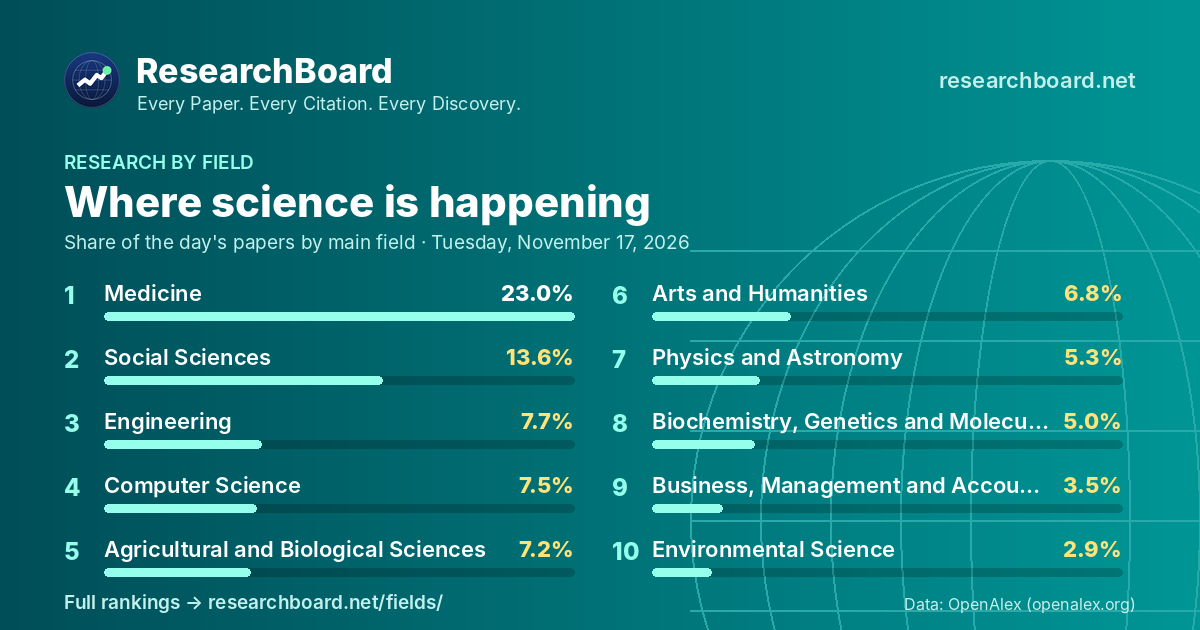 ResearchBoard
Every Paper. Every Citation. Every Discovery.
researchboard.net
RESEARCH BY FIELD
Where science is happening
Share of the day's papers by main field · Tuesday, November 17, 2026
1 Medicine 23.0%
2 Social Sciences 13.6%
3 Engineering 7.7%
4 Computer Science 7.5%
5 Agricultural and Biological Sciences 7.2%
6 Arts and Humanities 6.8%
7 Physics and Astronomy 5.3%
8 Biochemistry, Genetics and Molecu... 5.0%
9 Business, Management and Accou... 3.5%
10 Environmental Science 2.9%
Full rankings → researchboard.net/fields/
Data: OpenAlex (openalex.org)